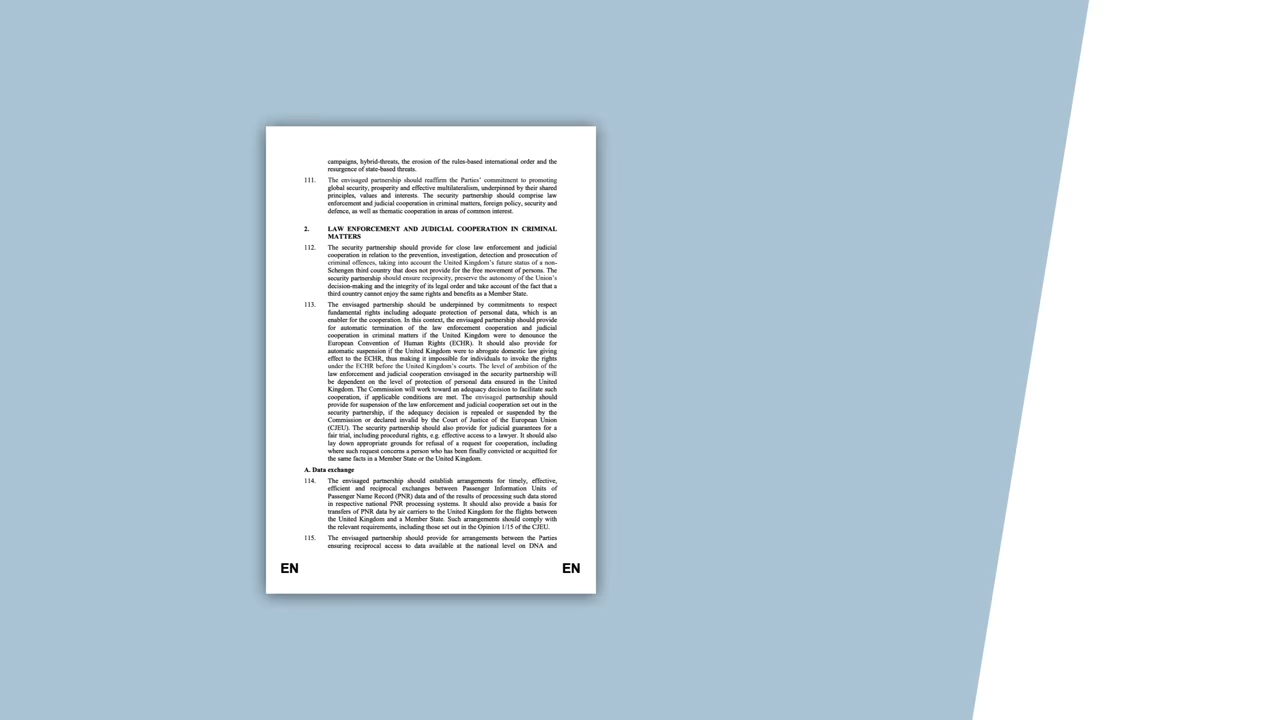 campaigns, hybrid-threats, the erosion of the rules-based international order and the
resurgence of state-based threats.
111. The envisaged partnership should reaffirm the Parties' commitment to promoting
global security, prosperity and effective multilateralism, underpinned by their shared
principles, values and interests. The security partnership should comprise law
enforcement and judicial cooperation in criminal matters, foreign policy, security and
defence, as well as thematic cooperation in areas of common interest.
2. LAW ENFORCEMENT AND JUDICIAL COOPERATION IN CRIMINAL
MATTERS
112. The security partnership should provide for close law enforcement and judicial
cooperation in relation to the prevention, investigation, detection and prosecution of
criminal offences, taking into account the United Kingdom's future status of a non-
Schengen third country that does not provide for the free movement of persons. The
security partnership should ensure reciprocity, preserve the autonomy of the Union's
decision-making and the integrity of its legal order and take account of the fact that a
third country cannot enjoy the same rights and benefits as a Member State.
113. The envisaged partnership should be underpinned by commitments to respect
fundamental rights including adequate protection of personal data, which is an
enabler for the cooperation. In this context, the envisaged partnership should provide
for automatic termination of the law enforcement cooperation and judicial
cooperation in criminal matters if the United Kingdom were to denounce the
European Convention of Human Rights (ECHR). It should also provide for
automatic suspension if the United Kingdom were to abrogate domestic law giving
effect to the ECHR, thus making it impossible for individuals to invoke the rights
under the ECHR before the United Kingdom's courts. The level of ambition of the
law enforcement and judicial cooperation envisaged in the security partnership will
be dependent on the level of protection of personal data ensured in the United
Kingdom. The Commission will work toward an adequacy decision to facilitate such
cooperation, if applicable conditions are met. The envisaged partnership should
provide for suspension of the law enforcement and judicial cooperation set out in the
security partnership, if the adequacy decision is repealed or suspended by the
Commission or declared invalid by the Court of Justice of the European Union
(CJEU). The security partnership should also provide for judicial guarantees for a
fair trial, including procedural rights, e.g. effective access to a lawyer. It should also
lay down appropriate grounds for refusal of a request for cooperation, including
where such request concerns a person who has been finally convicted or acquitted for
the same facts in a Member State or the United Kingdom.
A. Data exchange
114. The envisaged partnership should establish arrangements for timely, effective,
efficient and reciprocal exchanges between Passenger Information Units of
Passenger Name Record (PNR) data and of the results of processing such data stored
in respective national PNR processing systems. It should also provide a basis for
transfers of PNR data by air carriers to the United Kingdom for the flights between
the United Kingdom and a Member State. Such arrangements should comply with
the relevant requirements, including those set out in the Opinion 1/15 of the CJEU.
115. The envisaged partnership should provide for arrangements between the Parties
ensuring reciprocal access to data available at the national level on DNA and
EN EN